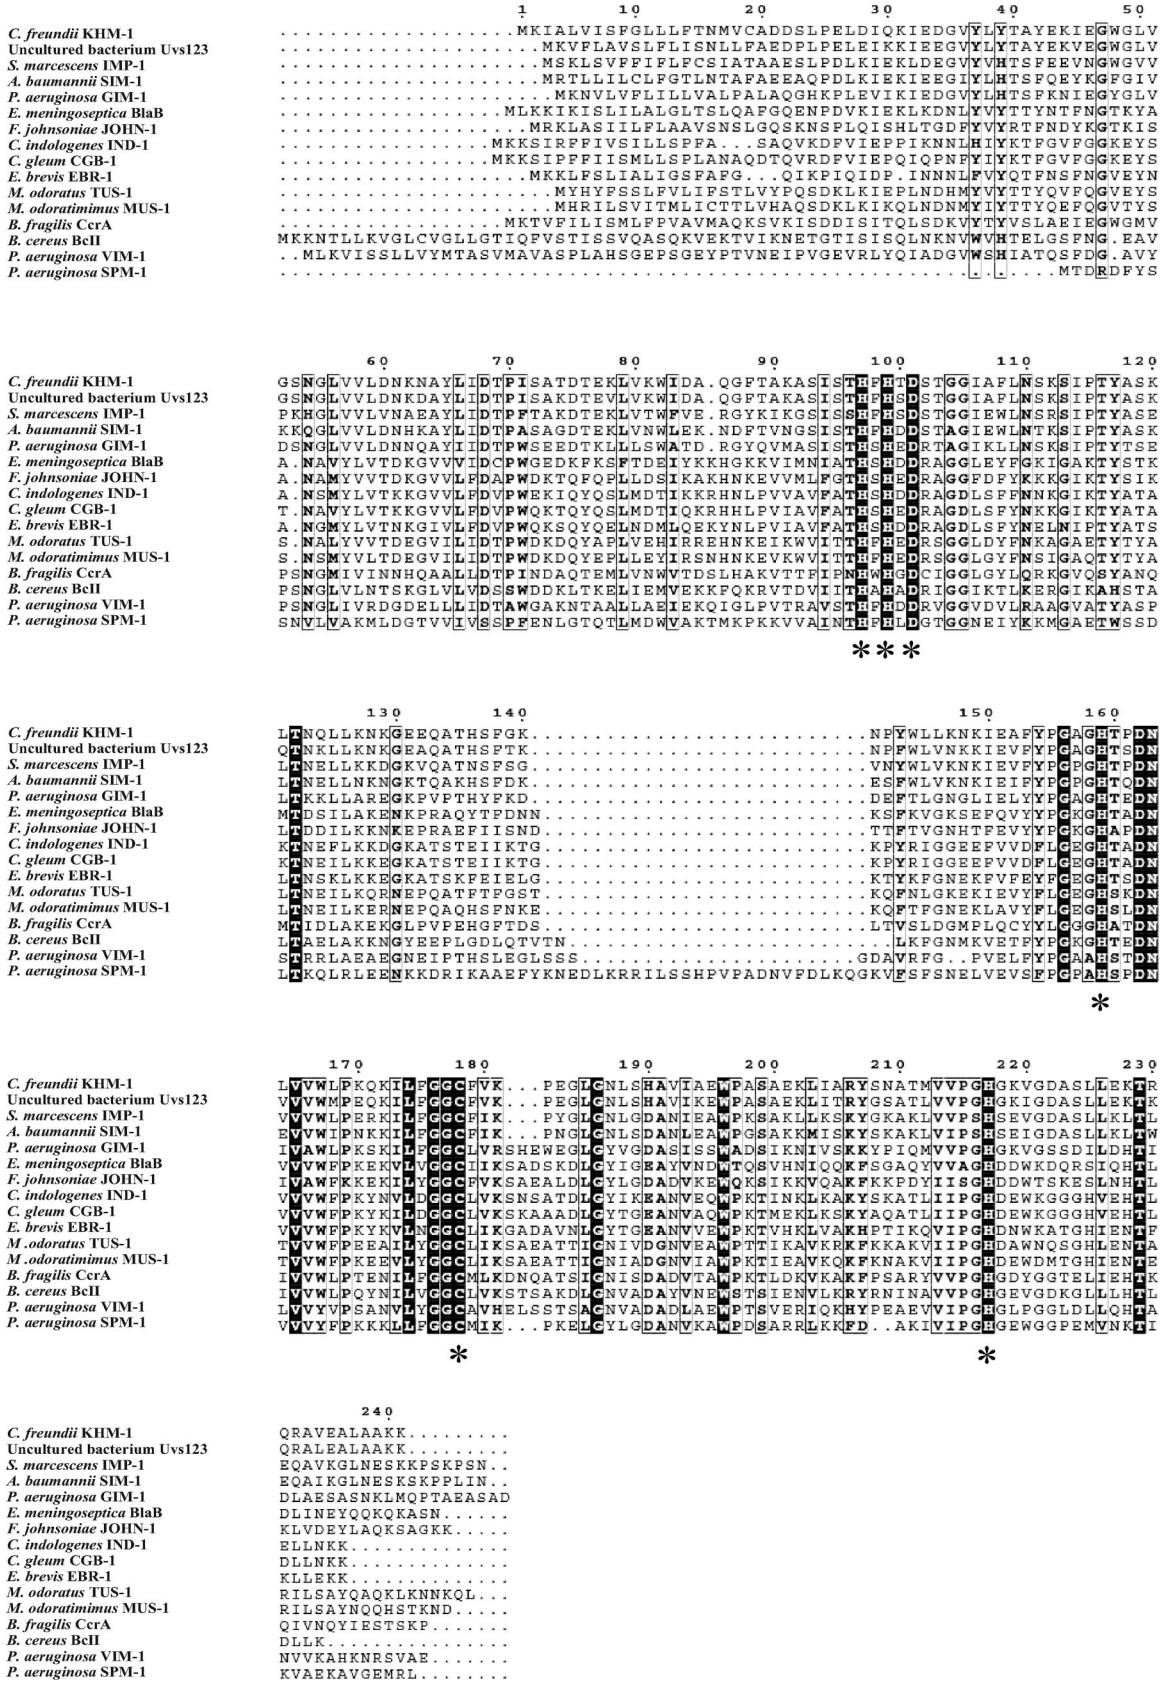 1 10 20 30 40 50
C. freundii KHM-1 ...................MKIALVISFGLLLFTNMVCADDSLPELDIQKIEDGVYLYTAYEKIEGWGLV
Uncultured bacterium Uvs123 .....................MKVFLAVSLFLISNLLFAEDPLPDLKIEKIEEGVYLYTAYEKIEGWGLV
S. marcescens IMP-1 .....................MSKLSVFFIFLFCSIATAAESLPDLKIEKLDEGVYVHTSFEEVNGWGVV
A. baumannii SIM-1 .....................MRTLLILCLFGTLNTAFAEEAQPDLKIEKIEEGIYLHTSFQEYKGFGIV
P. aeruginosa GIM-1 ......................MKNVLVFLILLVALPALAQGHKPLEVIKIEDGVYLHTSFKNIEGYGLV
E. meningoseptica BlaB ..................MLKKIKISLILALGLTSLQAFGQENPDVKIEKLKDNLYVYTTYNTFNGTKYA
F. johnsoniae JOHN-1 ....................MRKLASIILFLAAVSNSLGQSKNSPLQISHLTGDFYVYRTFNDYKGTKIS
C. indologenes IND-1 .................MKKSIRFFIVSILLSPFA...SAQVKDFVIEPPIKNNLHIYKTFGVFGGKEYS
C. gleum CGB-1 .................MKKSIPFFIISMLLSPLANAQDTQVRDFVIEPQIQPNFYIYKTFGVFGGKEYS
E. brevis EBR-1 ...................MKKLFSLIALIGSFAFG...QNIKPIQIDP.INNNLFVYQTFNSFNGVEYN
M. odoratus TUS-1 ......................MYHYFSSLFVLIFSTLVYPQSDKLKIEPLNDHMYVYTTYQVFQGVEYS
M. odoratimimus MUS-1 .....................MHRILSVITMLICTTLVHAQSDKLKIKQLNDNMYIYTTYQEFQGVTYS
B. fragilis CcrA ..................MKTVFILISMLFPVAVMAQKSVKISDDISITQLSDKVYTYVSLAEIEGWGMV
B. cereus BcII MKKNTLLKVGLCVGLLGTIQFVSTISSVQASQKVEKTVIKNETGTISISQLNKNVWVHTELGSFNG.EAV
P. aeruginosa VIM-1 ..MLKVISSLLVYMTASVMAVASPLAHSGEPSGEYPTVNEIPVGEVRLYQIADGVWSHIATQSFDG.AVY
P. aeruginosa SPM-1 ..............................................................MTDRDFYS
60 70 80 90 100 110 120
C. freundii KHM-1 GSNGLVVLDNKNAYLIDTPISATDTEKLVKWIDA.QGFTAKASISTHFHTDSTGGIAFLNSKSIPTYASK
Uncultured bacterium Uvs123 GSNGLVVVDNKNAYLIDTPISAKDTEKLVKWIDA.QGFTAKASISTHFHSDSTGGIAFLNSKSIPTYASK
S. marcescens IMP-1 PKHGLVVLVNAEAYLIDTPFTAKDTEKLVTWFVE.RGYKIKGSISSHFHSDSTGGIEWLNSRSIPTYASE
A. baumannii SIM-1 KKQGLVVLDNHKAYLIDTPASAGDTEKLVNWLEK.NDFTVNGSISTHFHDDSTAGIEWLNTKSIPTYASK
P. aeruginosa GIM-1 DSNGLVVLDNNQAYIIDTPWSEEDTKLLLSWATD.RGYQVMASISTHSHEDRTAGIKLLNSKSIPTYTSE
E. meningoseptica BlaB A.NAVYLVTDKGVVVIDCPWGEDKFKSFTDEIYKKHGKKVIMNIATHSHDDRAGGLEYFGKIGAKTYSTK
F. johnsoniae JOHN-1 A.NAMYVVTSKGVVLFDAPWDKTQFQPLLDSIKAKHNKEVVMLFGTHSHEDRAGGFDFYKKKGIKTYSIK
C. indologenes IND-1 A.NSMYLVTKKGVVLFDVPWEKIQYQSLMDTIKKRHNLPVVAVFATHSHDDRAGDLSFFNNKGIKTYATA
C. gleum CGB-1 T.NAVYLVTKKGVVLFDVPWQKTQYQSLMDTIQKRHNLPVIAVFATHSHSDRAGDLSFYNKKGIKTYATA
E. brevis EBR-1 A.NGMYLVTNKGIVLFDVPWQKSQYQELNDMLQEKYNLPVIAVFATHSHDDRAGDLSFYNELNIPTYATS
M. odoratus TUS-1 S.NALYVLTNEGVILIDTPWDKDQYEPLVTYIRREHNKEIKWVITTHFHEDRSGGLDYFNKAGAETYTYA
M. odoratimimus MUS-1 S.NSMYVLTDEGVILIDTPWDKDQYEPLLEYIRSNHNKEIKWVITTHFHEDRSGGLGYFNSIGAQTYTYA
B. fragilis CcrA PSNGMIVINNHQAALLDTPINDAQTEMLVNWVTDSLHAKVTTFIPNHWHGDCIGGLGYLQRKGVQSYANQ
B. cereus BcII PSNGLVLNTSKGLVLVDSSWDDKLTKELIEMVEKKFQKRVTDVIITHAHADRIGGIKTLKERGIKAHSTA
P. aeruginosa VIM-1 PSNGLIVRDGDELLLIDTAWGAKNTAALLAEIEKQIGLPVTRAVSTHFHDDRVGGVDVLRAAGVATYASP
P. aeruginosa SPM-1 SNVLVAKMLDGTVVIVSSPFENLGTQTLMDWVAKTMKPKKVVAINTHFHLDGTGGNEIYKKMGAETWSSD
* * *
130 140 150 160
C. freundii KHM-1 LTNQLLKNKGEEQATHSFGK...........................NPYWLLKNKIEAFYPGAGHTPDN
Uncultured bacterium Uvs123 QTNKLLKNKGEAQATHSFTK...........................NPYWLVNNKIEVFYPGAGHTPDN
S. marcescens IMP-1 LTNELLKKDGKVQATNSFSG...........................VNYWLVKNKIEVFYPGPGHTPDN
A. baumannii SIM-1 LTNELLKNNGKTQAKHSFDK...........................ESFWLVKNKIEIFYPGPGHTQDN
P. aeruginosa GIM-1 LTKKLLAREGKPVPTHYFKD...........................DEFTLGNGLIELYYPGAGHTEDN
E. meningoseptica BlaB MTDSILAKENKPRAQYTFDNN..........................KSFKVGKSEFQVYYPGKGHTADN
F. johnsoniae JOHN-1 LTDDILKKNKEPRAEFIISND..........................TTFTVGNHTFEVYYPGKGHAPDN
C. indologenes IND-1 KTNEFLKKDGKATSTEIIKTG..........................KPYRIGGEEFVVDFLGEGHTADN
C. gleum CGB-1 KTNEILKKEGKATSTEIIKTG..........................KPYRIGGEEFVVDFLGEGHTADN
E. brevis EBR-1 LTNSKLKKEGKATSKFEIELG..........................KTYKFGNEKFVFEYFGEGHTSDN
M. odoratus TUS-1 LTNEILKQRNEPQATFTFGST..........................KQFNLGKEKIEVYFLGEGHSKDN
M. odoratimimus MUS-1 LTNEILKERNEPQAQHSFNKE..........................KQFTFGNEKLAVYFLGEGHSLDN
B. fragilis CcrA MTIDLAKEKGLPVPEHGFTDS..........................LTVSLDGMPLQCYYLGGGHATDN
B. cereus BcII LTAELAKKNGYEEPLGDLQTVTN..........................LKFGNMKVETFYPGKGHTEDN
P. aeruginosa VIM-1 STRRLAEAEGNEIPTHSLEGLSSS.......................GDAVRFG..PVELFYPGAAHSTDN
P. aeruginosa SPM-1 LTKQLRLEENKKDRIKAAEFYKNEDLKRRILSSHPVPADNVFDLKQGKVFSFSNELVEVSFPGPAHSPDN
*
170 180 190 200 210 220 230
C. freundii KHM-1 LVVWLPKQKILFGGCFVK...PEGLGNLSHAVIAEWPASAEKLIARYSNATMVVPGHGKVGDASLLEKTR
Uncultured bacterium Uvs123 VVVWMPEQKILFGGCFVK...PEGLGNLSHAVIKEWPASAEKLITRYGSATLVVPGHSKIGDASLLEKTK
S. marcescens IMP-1 VVVWLPERKILFGGCFIK...PYGLGNLGDANIEAWPKSAKLLKSKYGKAKLVVPSHSEVGDASLLKLTL
A. baumannii SIM-1 EVVWIPNKKILFGGCFIK...PNGLGNLSDANLEAWPGSAKKMISKYSKAKLVIPSHSEIGDASLLKLTW
P. aeruginosa GIM-1 IVAWLPKSKILFGGCLVRSHEWEGLGYVGDASISSWADSIKNIVSKKYPIQMVVPGHGKVGSSDILDHTI
E. meningoseptica BlaB VVVWFPKEKVLVGGCIIKSADSKDLGYIGEAYVNDWTQSVHNIQQKFSGAQYVVAGHDDWKDQRSIQHTL
F. johnsoniae JOHN-1 IVAWFKKEKVLYGGCLVKSAEALDLGYLGDANVKEWQKSIKKVQAKFKKPDYIIISGHDDWTSKESLNHTL
C. indologenes IND-1 VVVWFPKYNVLDGGCLVKSNSATDLGYIKEANVEQWPKTINKLKAKYSKATLIIPGHDEWKGGGHVEHTL
C. gleum CGB-1 VVVWFPKYKILDGGCLVKSKAAADLGYTGEANVAQWPKTMEKLKSKYAQATLIIPGHDEWKGGGHVEHTL
E. brevis EBR-1 VVVWFPKYKVLNGGCLIKGADAVNLGYTGEANVVEWPKTVHKLVAKHPTIKQVIPGHDNWKATGHIENTF
M .odoratus TUS-1 TVVWFPEEAILYGGCLIKSAEATTIGNIVDGNVEAWPTTIKAVKRKFKKAKVIIPGHDAWNQSGHLENTA
M .odoratimimus MUS-1 TVVWFPKEEVLYGGCLIKSAEATTIGNIADGNVIAWPKTIEAVKQKFKNAKVIIPGHDEWDMTGHIENTE
B. fragilis CcrA IVVWLPTENILFGGCMLKDNQATSIGNISDADVTAWPKTLDKVKAKFPSARYVVPGHGDYGGTELIEHTK
B. cereus BcII IVVWLPQYNILVGGCLVKSTSAKDLGNVADAYVNEWSTSIENVLKRYRNINAVVPGHGEVGDKGLLLHTL
P. aeruginosa VIM-1 LVVYVPSANVLYGGCAVHELSSTSAGNVADADLAEWPTSVERIQKHYPEAEVVIPGHGLPGGLDLLQHTA
P. aeruginosa SPM-1 VVVYFPKKKLLFGGCMIK...PKELGYLGDANVKAWPDSARRLKKFD..AKIVIPGHGEWGGPEMVNKTI
* *
240
C. freundii KHM-1 QRAVEALAAKK........
Uncultured bacterium Uvs123 QRALEALAAKK........
S. marcescens IMP-1 EQAVKGLNESKKPSKPSN..
A. baumannii SIM-1 EQAIKGLNESKSKPPLIN..
P. aeruginosa GIM-1 DLAESASNKLMQPTAEASAD
E. meningoseptica BlaB DLINEYQQKQKASN......
F. johnsoniae JOHN-1 KLVDEYLAQKSAGKK.....
C. indologenes IND-1 ELLNKK.............
C. gleum CGB-1 DLLNKK.............
E. brevis EBR-1 KLLEKK.............
M. odoratus TUS-1 RILSAYQAQKLKNNKQL...
M. odoratimimus MUS-1 RILSAYNQQHSTKND.....
B. fragilis CcrA QIVNQYIESTSKP.......
B. cereus BcII DLLK...............
P. aeruginosa VIM-1 NVVKAHKNRSVAE.......
P. aeruginosa SPM-1 KVAEKAVGEMRL........